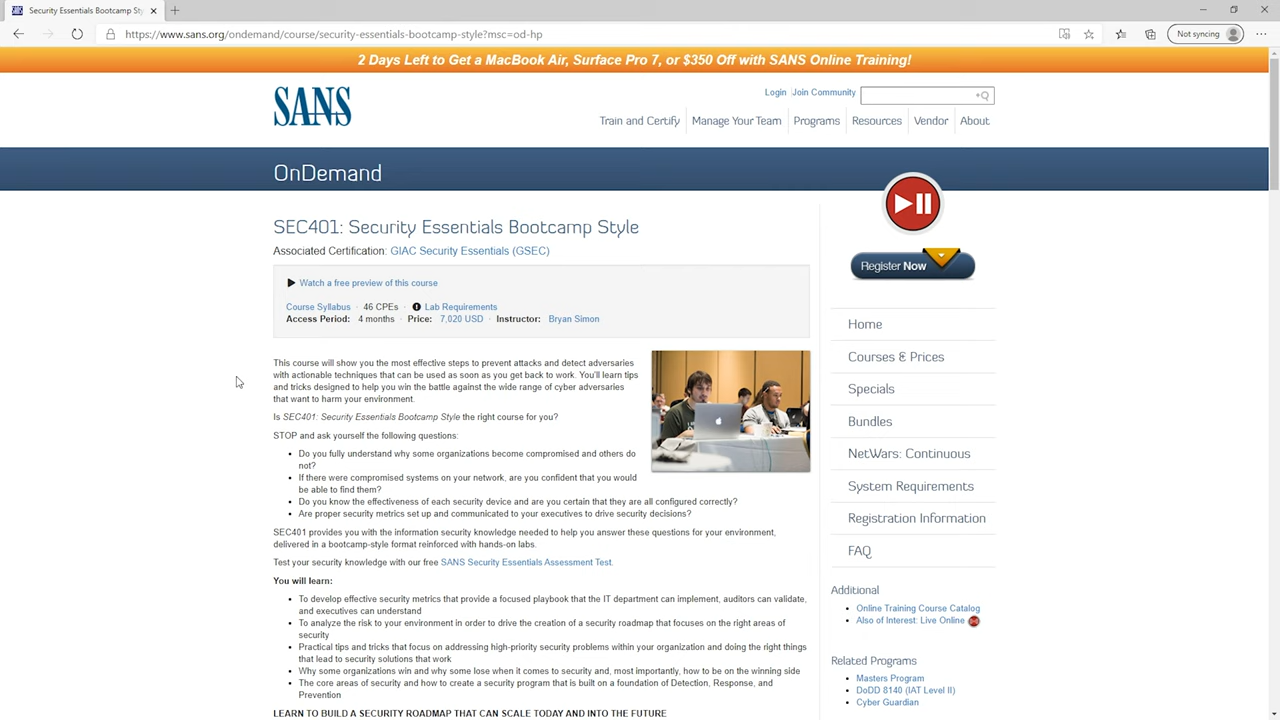 Security Essentials Bootcamp Sty
https://www.sans.org/ondemand/course/security-essentials-bootcamp-style?msc=od-hp
Not syncing
2 Days Left to Get a MacBook Air, Surface Pro 7, or $350 Off with SANS Online Training!
SANS
Login | Join Community
Train and Certify
Manage Your Team
Programs
Resources
Vendor
About
OnDemand
SEC401: Security Essentials Bootcamp Style
Associated Certification: GIAC Security Essentials (GSEC)
Watch a free preview of this course
Course Syllabus · 46 CPEs · Lab Requirements
Access Period: 4 months · Price: 7,020 USD · Instructor: Bryan Simon
This course will show you the most effective steps to prevent attacks and detect adversaries
with actionable techniques that can be used as soon as you get back to work. You'll learn tips
and tricks designed to help you win the battle against the wide range of cyber adversaries
that want to harm your environment.
Is SEC401: Security Essentials Bootcamp Style the right course for you?
STOP and ask yourself the following questions:
• Do you fully understand why some organizations become compromised and others do
not?
• If there were compromised systems on your network, are you confident that you would
be able to find them?
• Do you know the effectiveness of each security device and are you certain that they are all configured correctly?
• Are proper security metrics set up and communicated to your executives to drive security decisions?
SEC401 provides you with the information security knowledge needed to help you answer these questions for your environment,
delivered in a bootcamp-style format reinforced with hands-on labs.
Test your security knowledge with our free SANS Security Essentials Assessment Test.
You will learn:
• To develop effective security metrics that provide a focused playbook that the IT department can implement, auditors can validate,
and executives can understand
• To analyze the risk to your environment in order to drive the creation of a security roadmap that focuses on the right areas of
security
• Practical tips and tricks that focus on addressing high-priority security problems within your organization and doing the right things
that lead to security solutions that work
• Why some organizations win and why some lose when it comes to security and, most importantly, how to be on the winning side
• The core areas of security and how to create a security program that is built on a foundation of Detection, Response, and
Prevention
LEARN TO BUILD A SECURITY ROADMAP THAT CAN SCALE TODAY AND INTO THE FUTURE
Register Now
Home
Courses & Prices
Specials
Bundles
NetWars: Continuous
System Requirements
Registration Information
FAQ
Additional
• Online Training Course Catalog
• Also of Interest: Live Online
Related Programs
• Masters Program
• DoDD 8140 (IAT Level II)
• Cyber Guardian